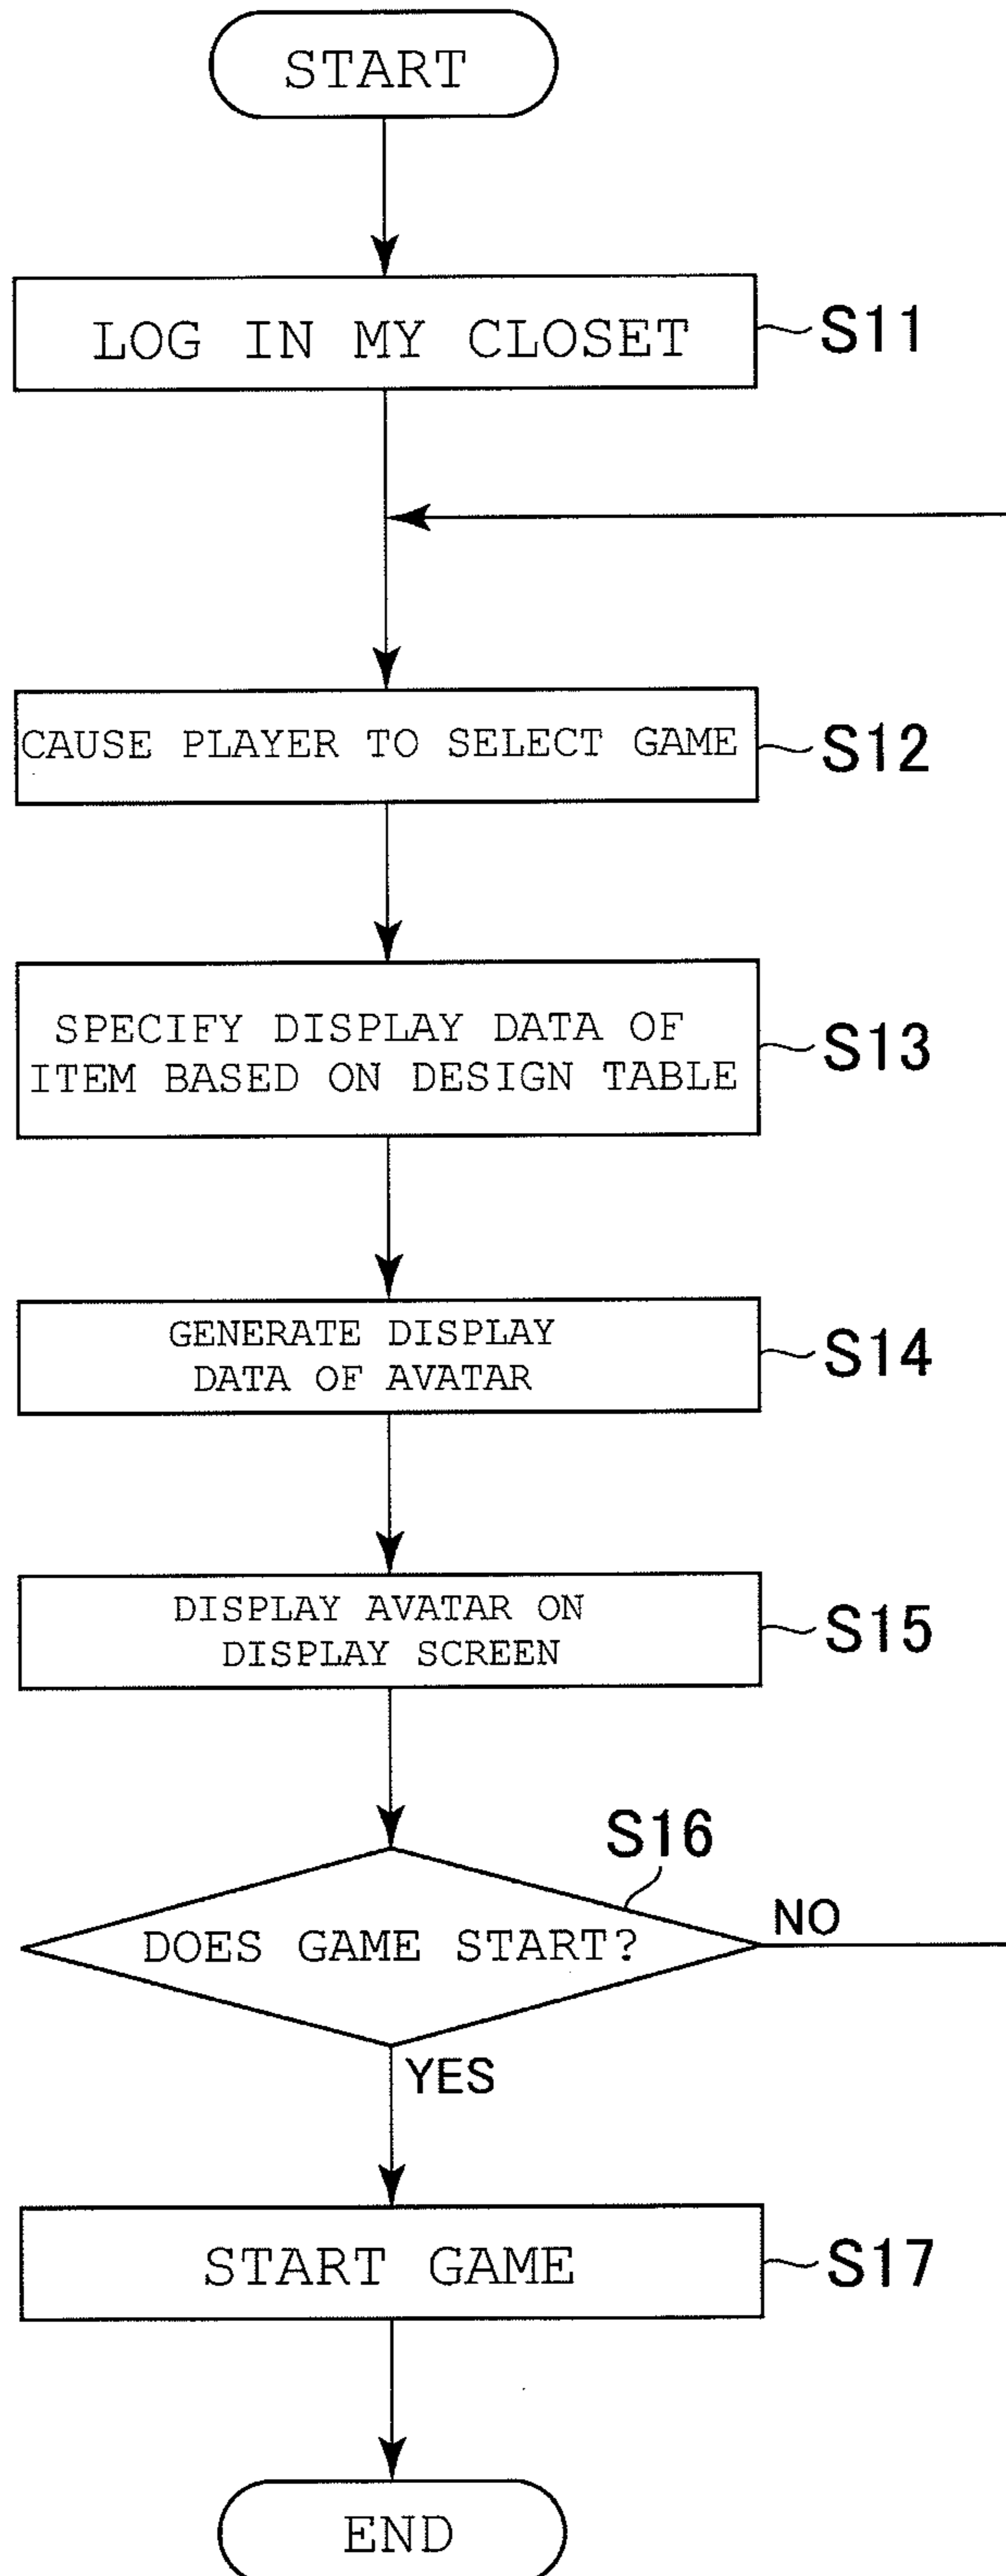 START
LOG IN MY CLOSET
S11
CAUSE PLAYER TO SELECT GAME
S12
SPECIFY DISPLAY DATA OF
ITEM BASED ON DESIGN TABLE
S13
GENERATE DISPLAY
DATA OF AVATAR
S14
DISPLAY AVATAR ON
DISPLAY SCREEN
S15
S16
DOES GAME START?
NO
YES
START GAME
S17
END